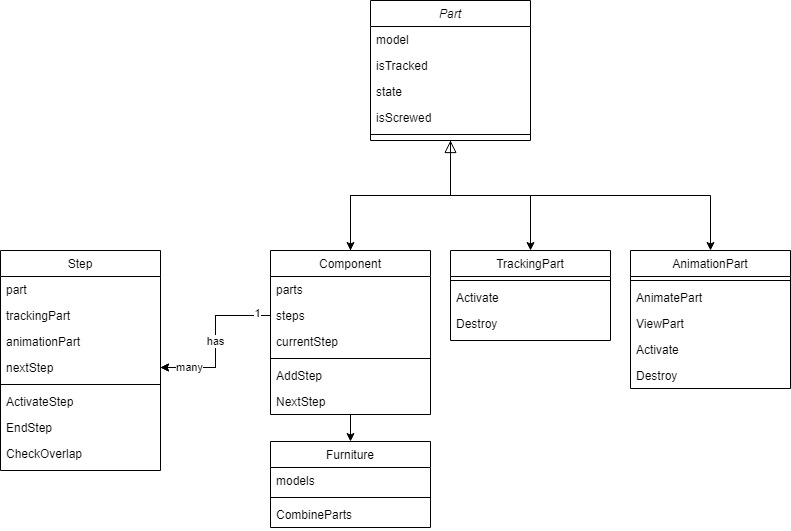 Part
model
isTracked
state
isScrewed
Step
part
trackingPart
animationPart
nextStep
ActivateStep
EndStep
CheckOverlap
1
has
many
Component
parts
steps
currentStep
AddStep
NextStep
TrackingPart
Activate
Destroy
AnimationPart
AnimatePart
ViewPart
Activate
Destroy
Furniture
models
CombineParts